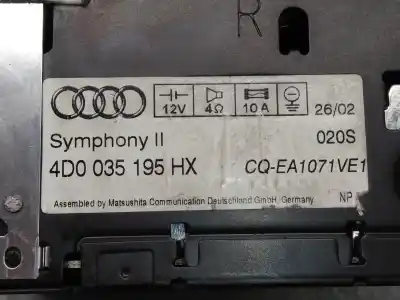 R
12V
4Ω
10 A
26/02
Symphony II
020S
4D0 035 195 HX
CQ-EA1071VE1
Assembled by Matsushita Communication Deutschland GmbH, Germany
NP